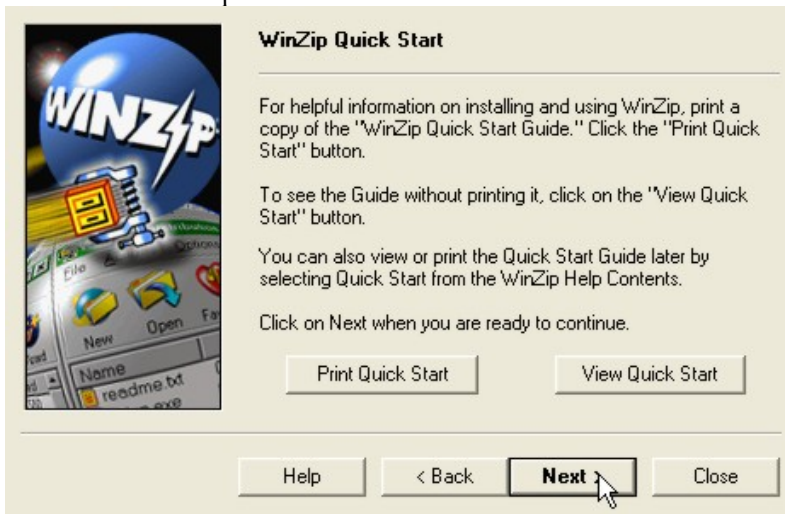 WinZip Quick Start
WINZIP
For helpful information on installing and using WinZip, print a
copy of the "WinZip Quick Start Guide." Click the "Print Quick
Start" button.
To see the Guide without printing it, click on the "View Quick
Start" button.
You can also view or print the Quick Start Guide later by
selecting Quick Start from the WinZip Help Contents.
Click on Next when you are ready to continue.
File
Options
New
Open
Name
readme.txt
Print Quick Start
View Quick Start
Help
< Back
Next >
Close